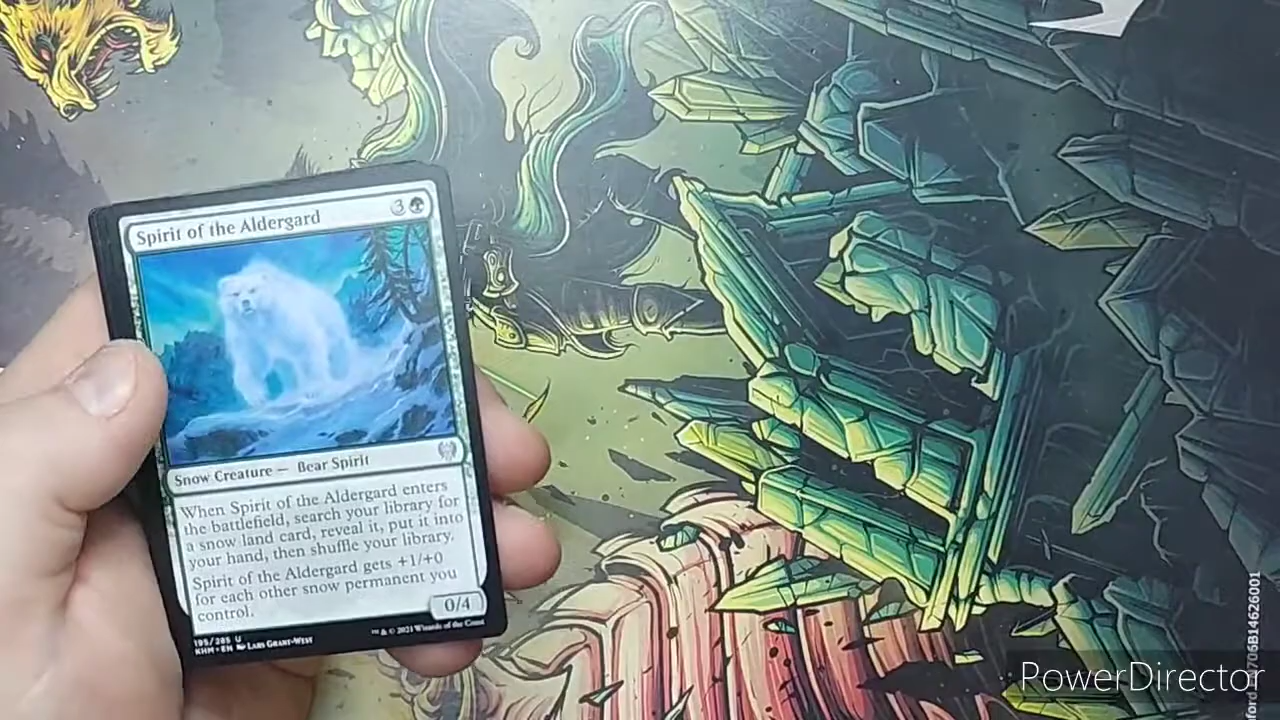 Spirit of the Aldergard 3
Snow Creature — Bear Spirit
When Spirit of the Aldergard enters
the battlefield, search your library for
a snow land card, reveal it, put it into
your hand, then shuffle your library.
Spirit of the Aldergard gets +1/+0
for each other snow permanent you
control.
0/4
195/285 U
KHM • EN Lars Grant-West
™ & © 2021 Wizards of the Coast
PowerDirector